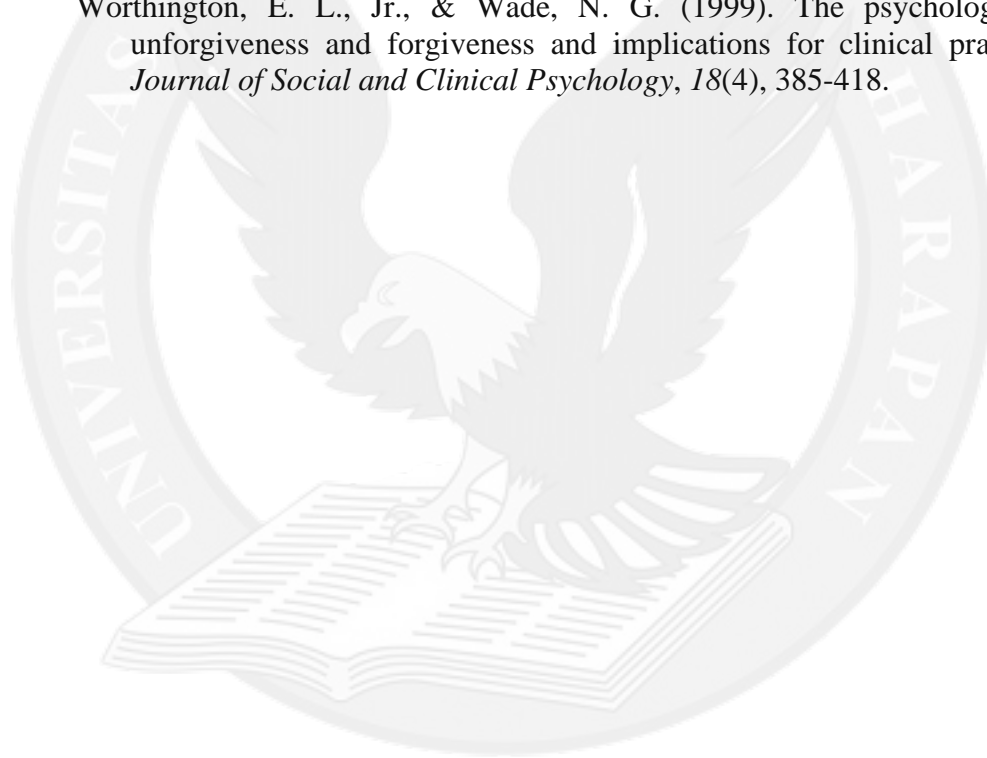 Worthington, E. L., Jr., & Wade, N. G. (1999). The psycholog
unforgiveness and forgiveness and implications for clinical pra
Journal of Social and Clinical Psychology, 18(4), 385-418.
UNIVERSITAS
HARAPAN